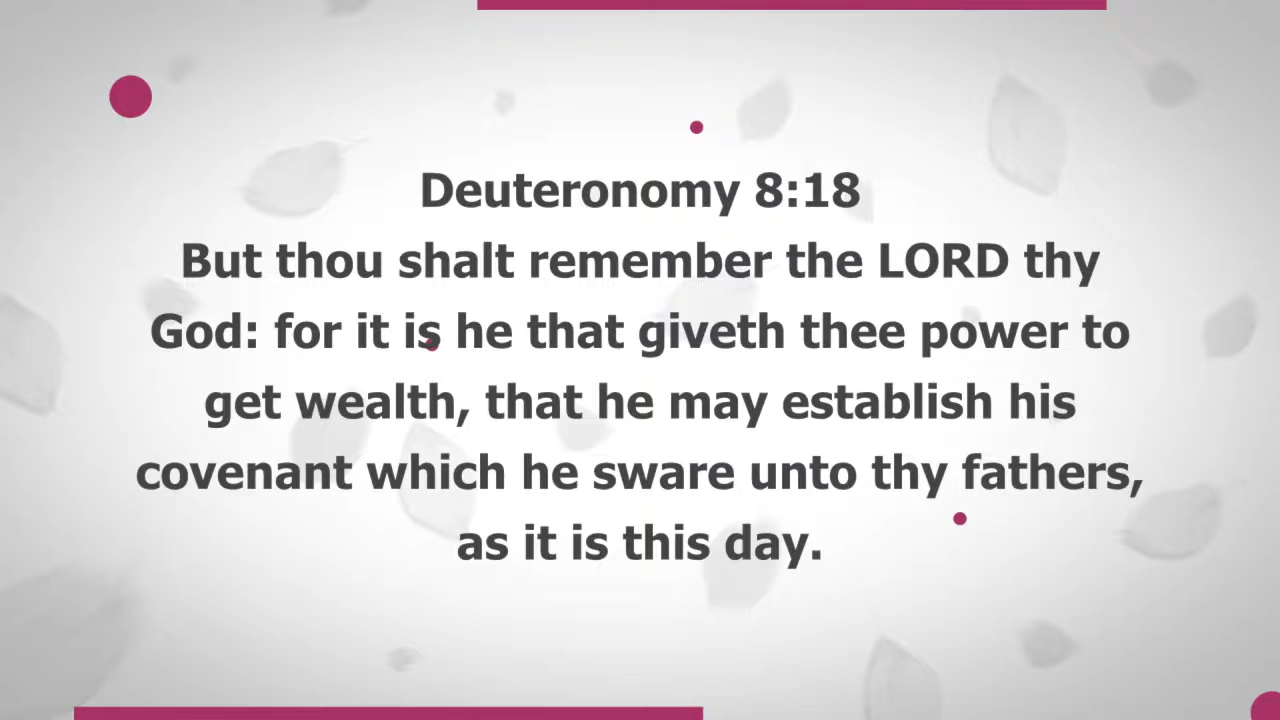 Deuteronomy 8:18
But thou shalt remember the LORD thy
God: for it is he that giveth thee power to
get wealth, that he may establish his
covenant which he sware unto thy fathers,
as it is this day.